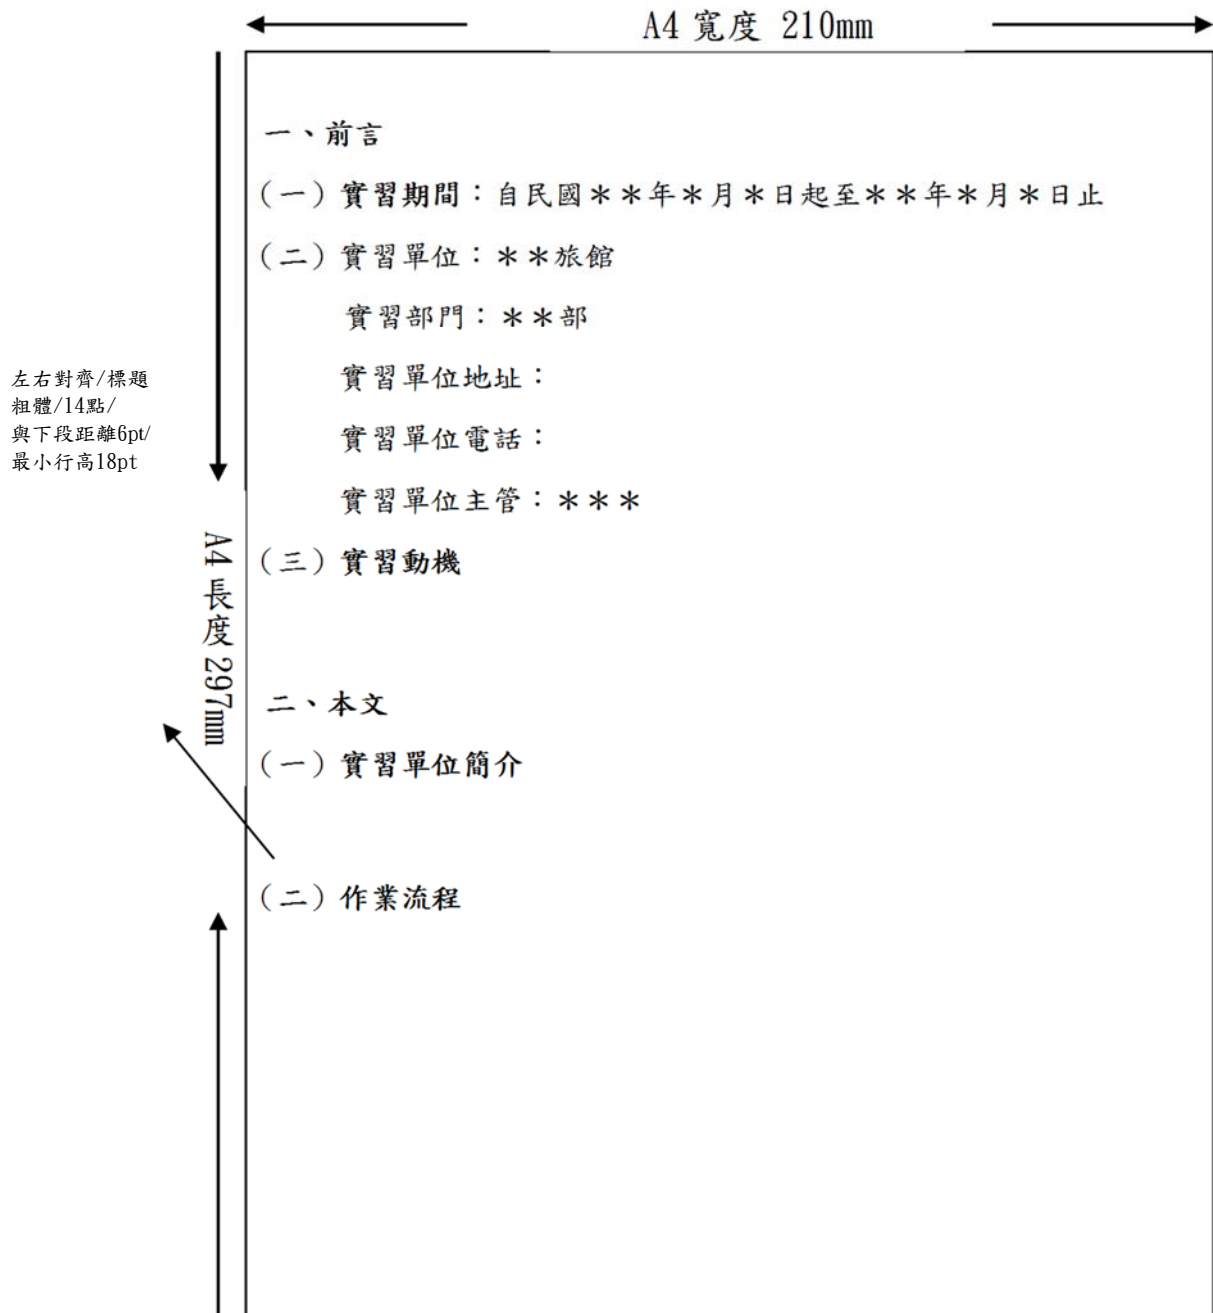 A4 寬度 210mm
一、前言
（一）實習期間：自民國＊＊年＊月＊日起至＊＊年＊月＊日止
（二）實習單位：＊＊旅館
實習部門：＊＊部
實習單位地址：
實習單位電話：
實習單位主管：＊＊＊
（三）實習動機
左右對齊/標題
粗體/14點/
與下段距離6pt/
最小行高18pt
A4 長度 297mm
二、本文
（一）實習單位簡介
（二）作業流程